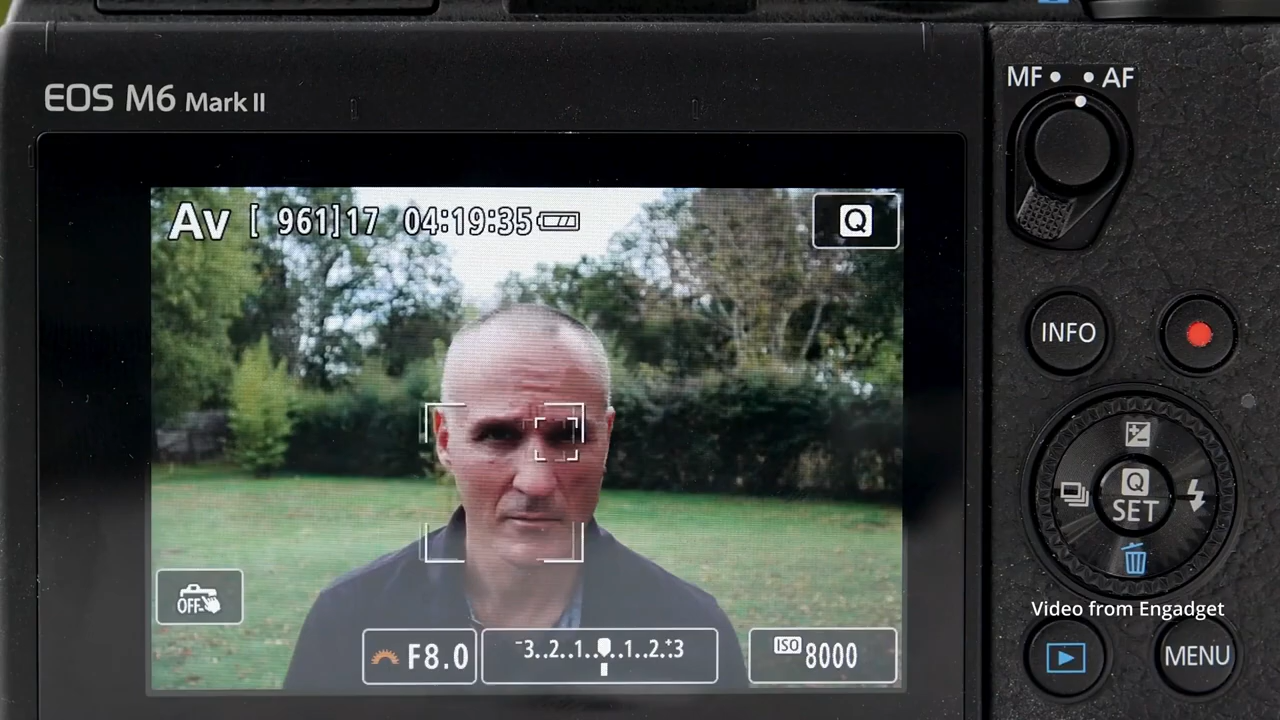 EOS M6 Mark II
MF AF
Av [ 961]17 04:19:35
Q
INFO
Q
SET
OFF
Video from Engadget
F8.0
-3..2..1..0..1..2.+3
ISO 8000
MENU